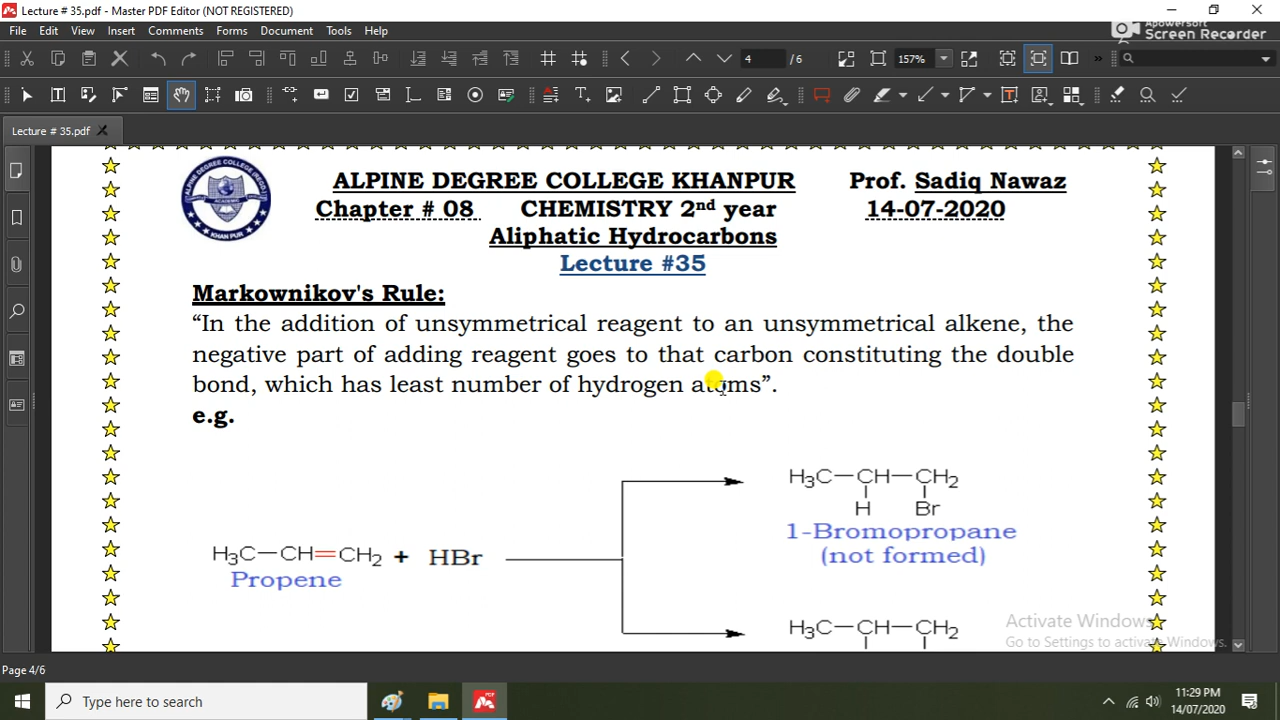 Lecture # 35.pdf - Master PDF Editor (NOT REGISTERED)
File Edit View Insert Comments Forms Document Tools Help
Apowersoft
Screen Recorder
4 / 6 157%
Lecture # 35.pdf
ALPINE DEGREE COLLEGE KHANPUR Prof. Sadiq Nawaz
Chapter # 08 CHEMISTRY 2nd year 14-07-2020
Aliphatic Hydrocarbons
Lecture #35
Markownikov's Rule:
“In the addition of unsymmetrical reagent to an unsymmetrical alkene, the
negative part of adding reagent goes to that carbon constituting the double
bond, which has least number of hydrogen atoms”.
e.g.
H3C—CH—CH2
H Br
1-Bromopropane
(not formed)
H3C—CH=CH2 + HBr
Propene
H3C—CH—CH2
Activate Windows
Go to Settings to activate Windows.
Page 4/6
Type here to search
11:29 PM
14/07/2020